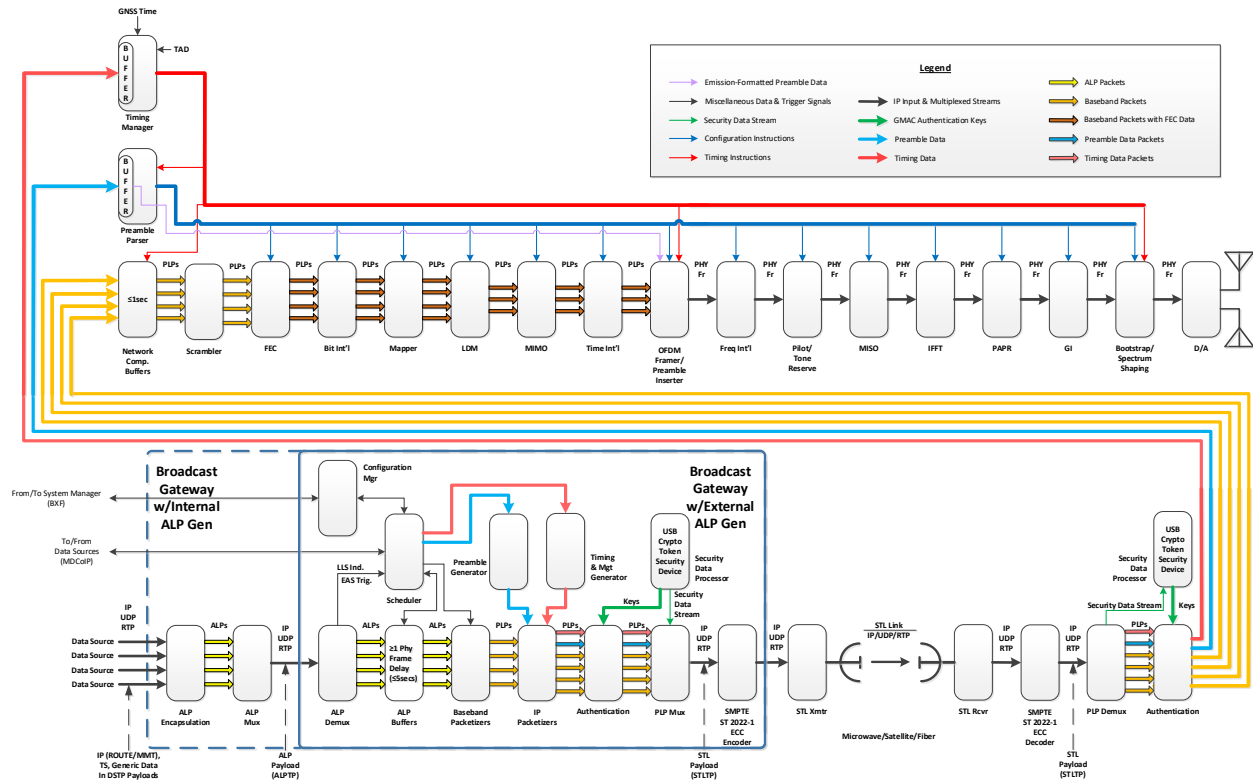 GNSS Time
TAD
B
U
F
F
E
R
Timing
Manager
B
U
F
F
E
R
Preamble
Parser
Legend
Emission-Formatted Preamble Data
Miscellaneous Data & Trigger Signals
Security Data Stream
Configuration Instructions
Timing Instructions
IP Input & Multiplexed Streams
GMAC Authentication Keys
Preamble Data
Timing Data
ALP Packets
Baseband Packets
Baseband Packets with FEC Data
Preamble Data Packets
Timing Data Packets
PLPs
PLPs
PLPs
PLPs
PLPs
PLPs
PLPs
PLPs
PHY
Fr
PHY
Fr
PHY
Fr
PHY
Fr
PHY
Fr
PHY
Fr
PHY
Fr
≤1sec
Network
Comp.
Buffers
Scrambler
FEC
Bit Int'l
Mapper
LDM
MIMO
Time Int'l
OFDM
Framer/
Preamble
Inserter
Freq Int'l
Pilot/
Tone
Reserve
MISO
IFFT
PAPR
GI
Bootstrap/
Spectrum
Shaping
D/A
Broadcast
Gateway
w/Internal
ALP Gen
Configuration
Mgr
Broadcast
Gateway
w/External
ALP Gen
From/To System Manager
(BXF)
To/From
Data Sources
(MDCoIP)
LLS Ind.
EAS Trig.
Scheduler
Preamble
Generator
Timing
& Mgt
Generator
USB
Crypto
Token
Security
Device
Security
Data
Processor
Keys
Security
Data
Stream
Security
Data
Processor
USB
Crypto
Token
Security
Device
Security Data Stream
Keys
IP
UDP
RTP
Data Source
Data Source
Data Source
Data Source
ALPs
IP
UDP
RTP
ALPs
≥1 Phy
Frame
Delay
(≤5secs)
ALPs
PLPs
PLPs
PLPs
IP
UDP
RTP
IP
UDP
RTP
STL Link
IP/UDP/RTP
IP
UDP
RTP
IP
UDP
RTP
PLPs
ALP
Encapsulation
ALP
Mux
ALP
Demux
ALP
Buffers
Baseband
Packetizers
IP
Packetizers
Authentication
PLP Mux
SMPTE
ST 2022-1
ECC
Encoder
STL Xmtr
Microwave/Satellite/Fiber
STL Rcvr
SMPTE
ST 2022-1
ECC
Decoder
PLP Demux
Authentication
IP (ROUTE/MMT),
TS, Generic Data
In DSTP Payloads
ALP
Payload
(ALPTP)
STL
Payload
(STLTP)
STL
Payload
(STLTP)